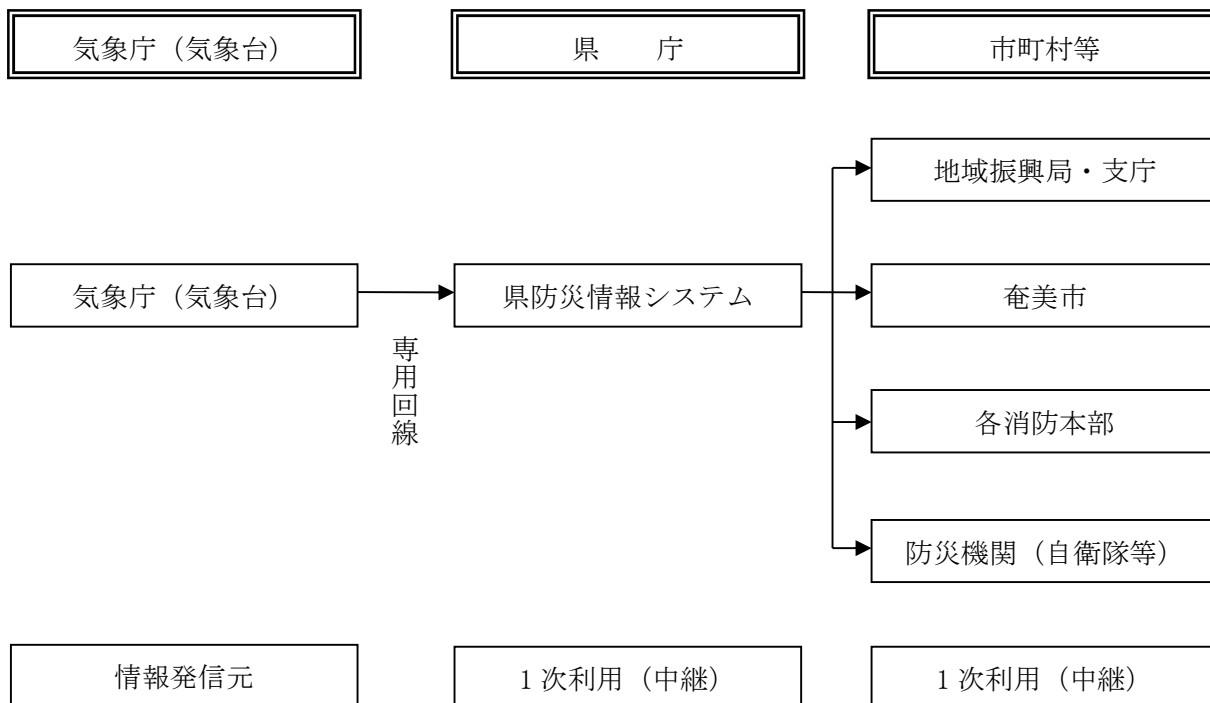 気象庁（気象台）
県　　庁
市町村等
地域振興局・支庁
気象庁（気象台）
県防災情報システム
奄美市
専用回線
各消防本部
防災機関（自衛隊等）
情報発信元
1次利用（中継）
1次利用（中継）